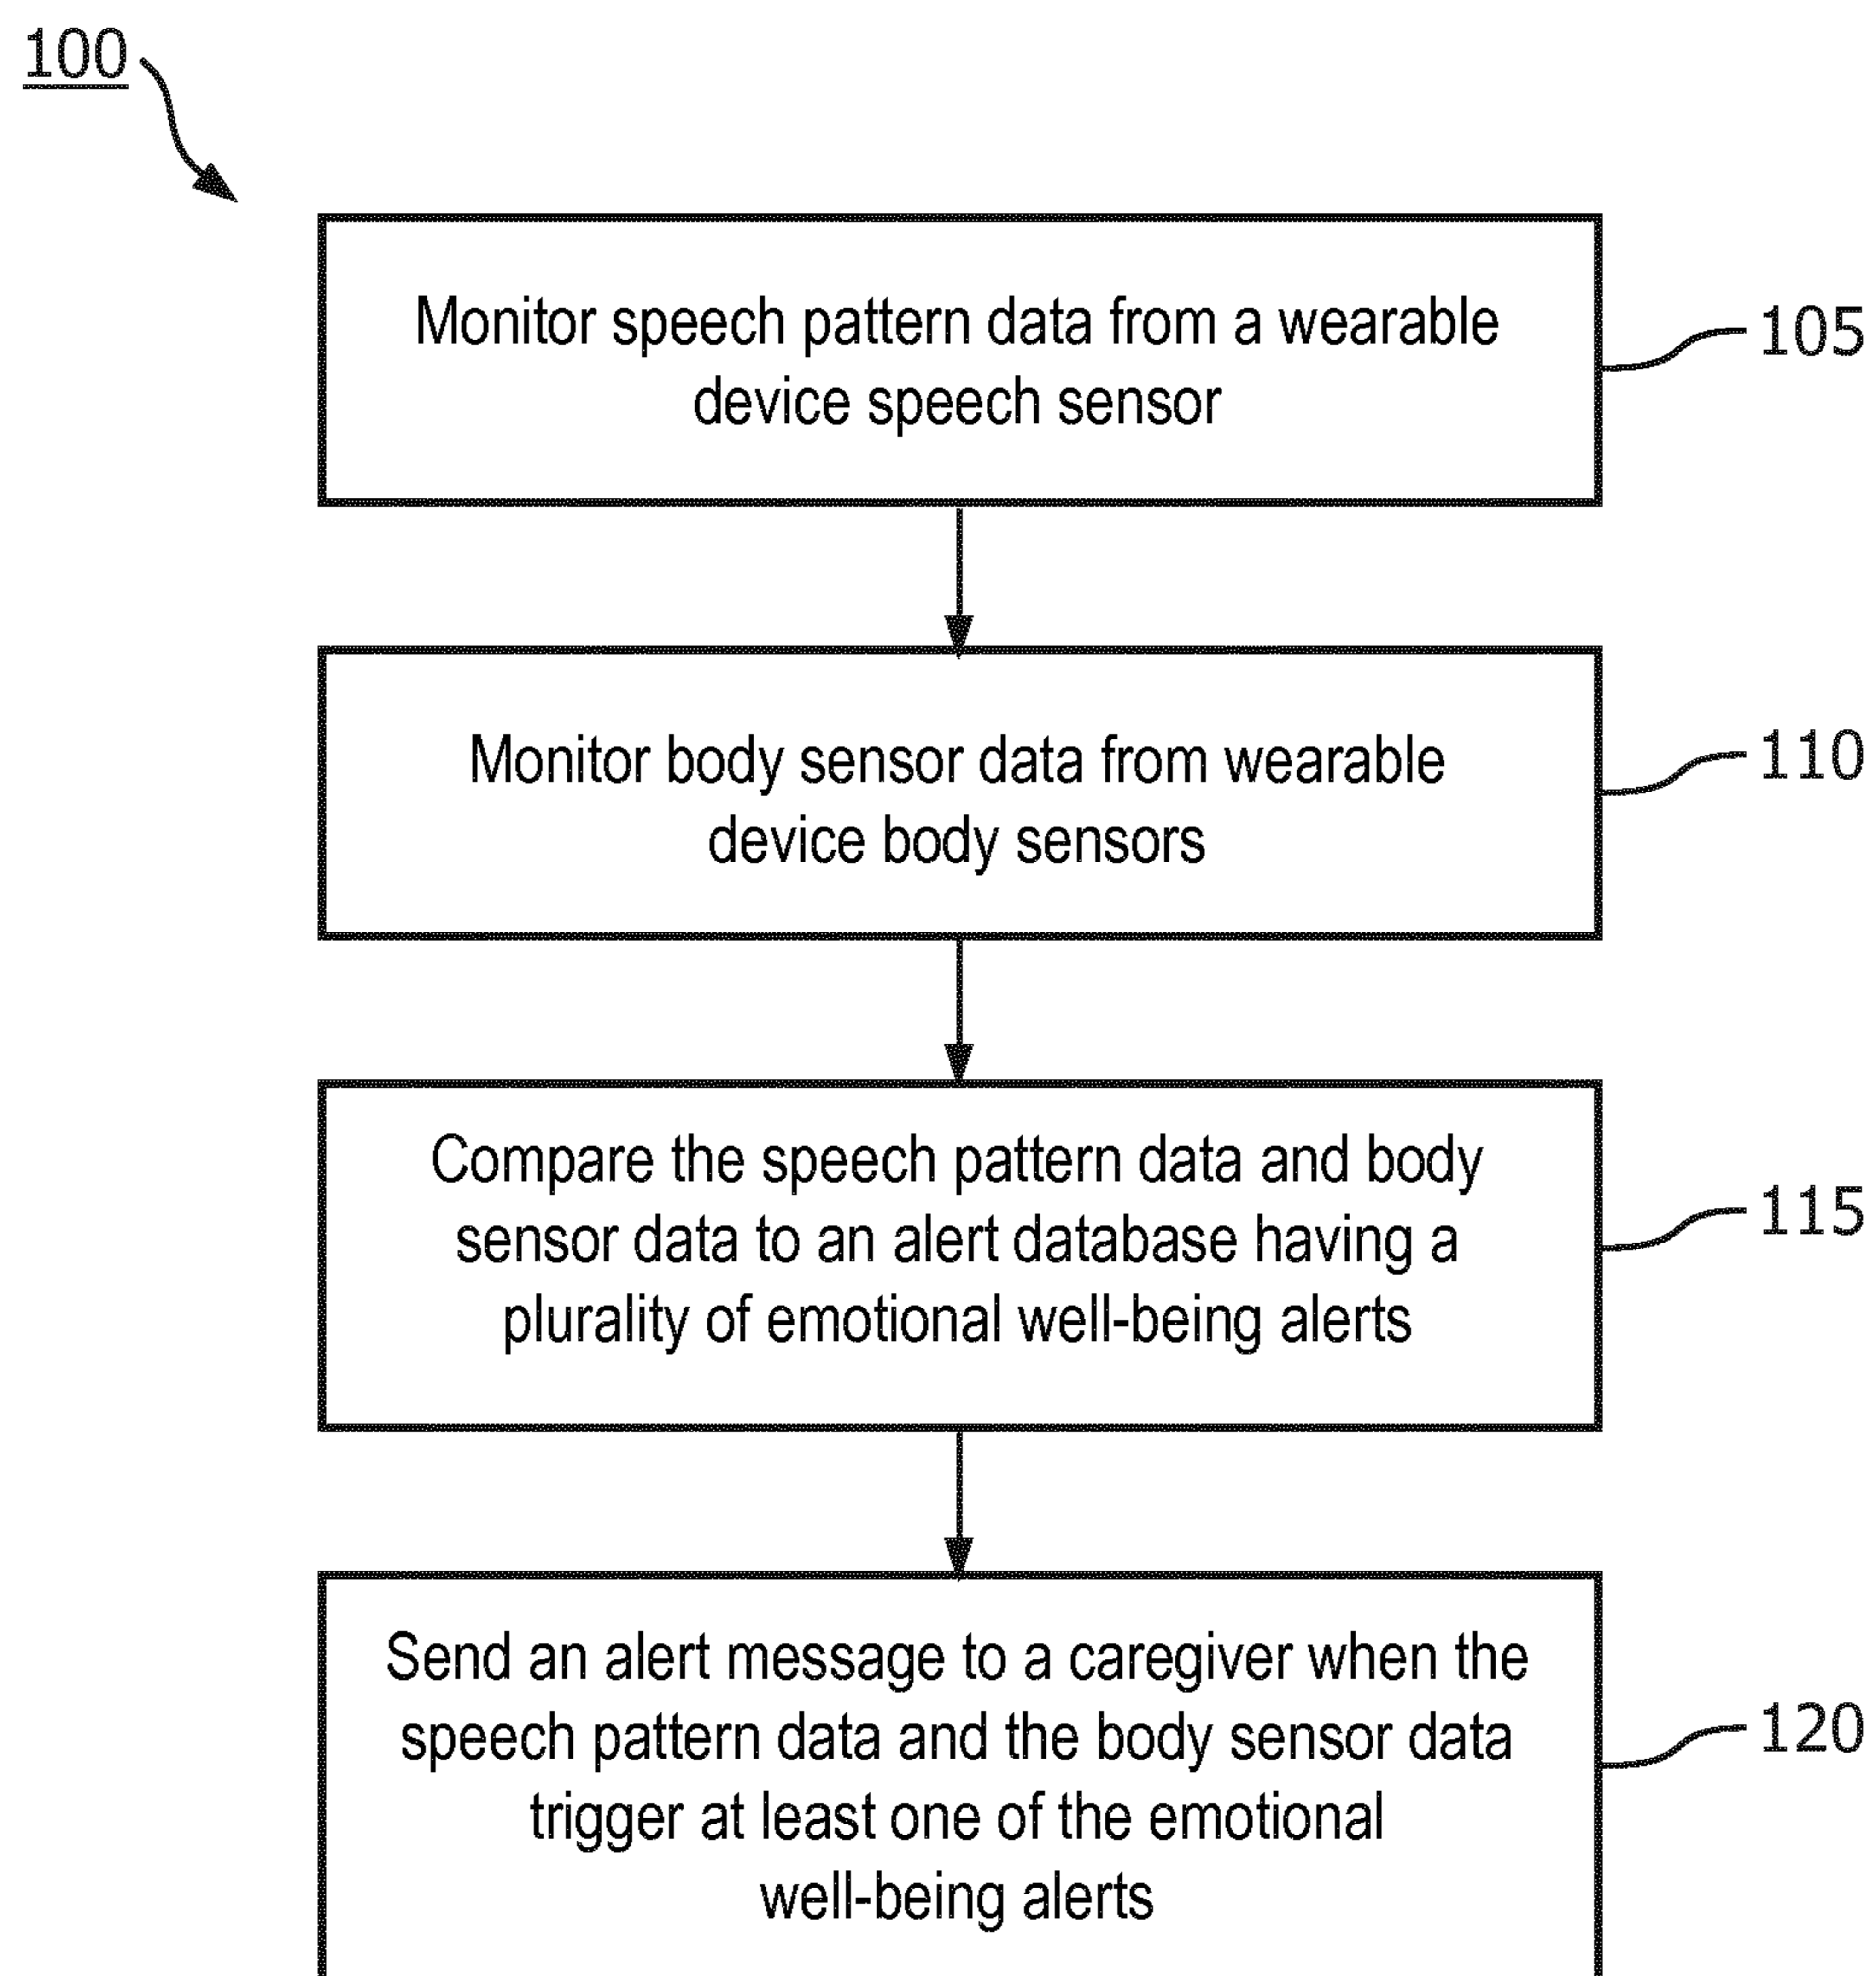 100
Monitor speech pattern data from a wearable
device speech sensor
105
Monitor body sensor data from wearable
device body sensors
110
Compare the speech pattern data and body
sensor data to an alert database having a
plurality of emotional well-being alerts
115
Send an alert message to a caregiver when the
speech pattern data and the body sensor data
trigger at least one of the emotional
well-being alerts
120